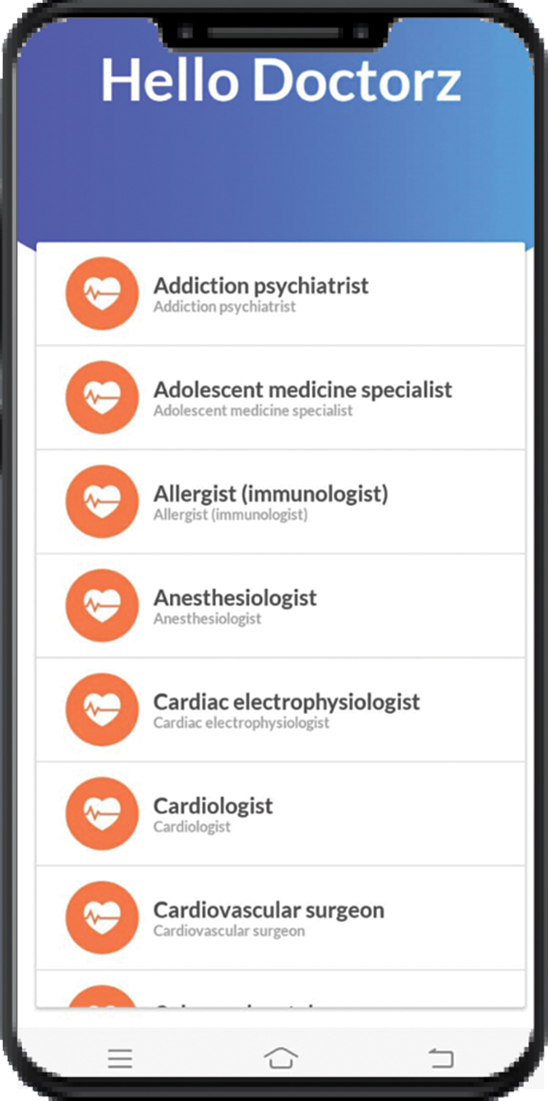 Hello Doctorz
Addiction psychiatrist
Addiction psychiatrist
Adolescent medicine specialist
Adolescent medicine specialist
Allergist (immunologist)
Allergist (immunologist)
Anesthesiologist
Anesthesiologist
Cardiac electrophysiologist
Cardiac electrophysiologist
Cardiologist
Cardiologist
Cardiovascular surgeon
Cardiovascular surgeon